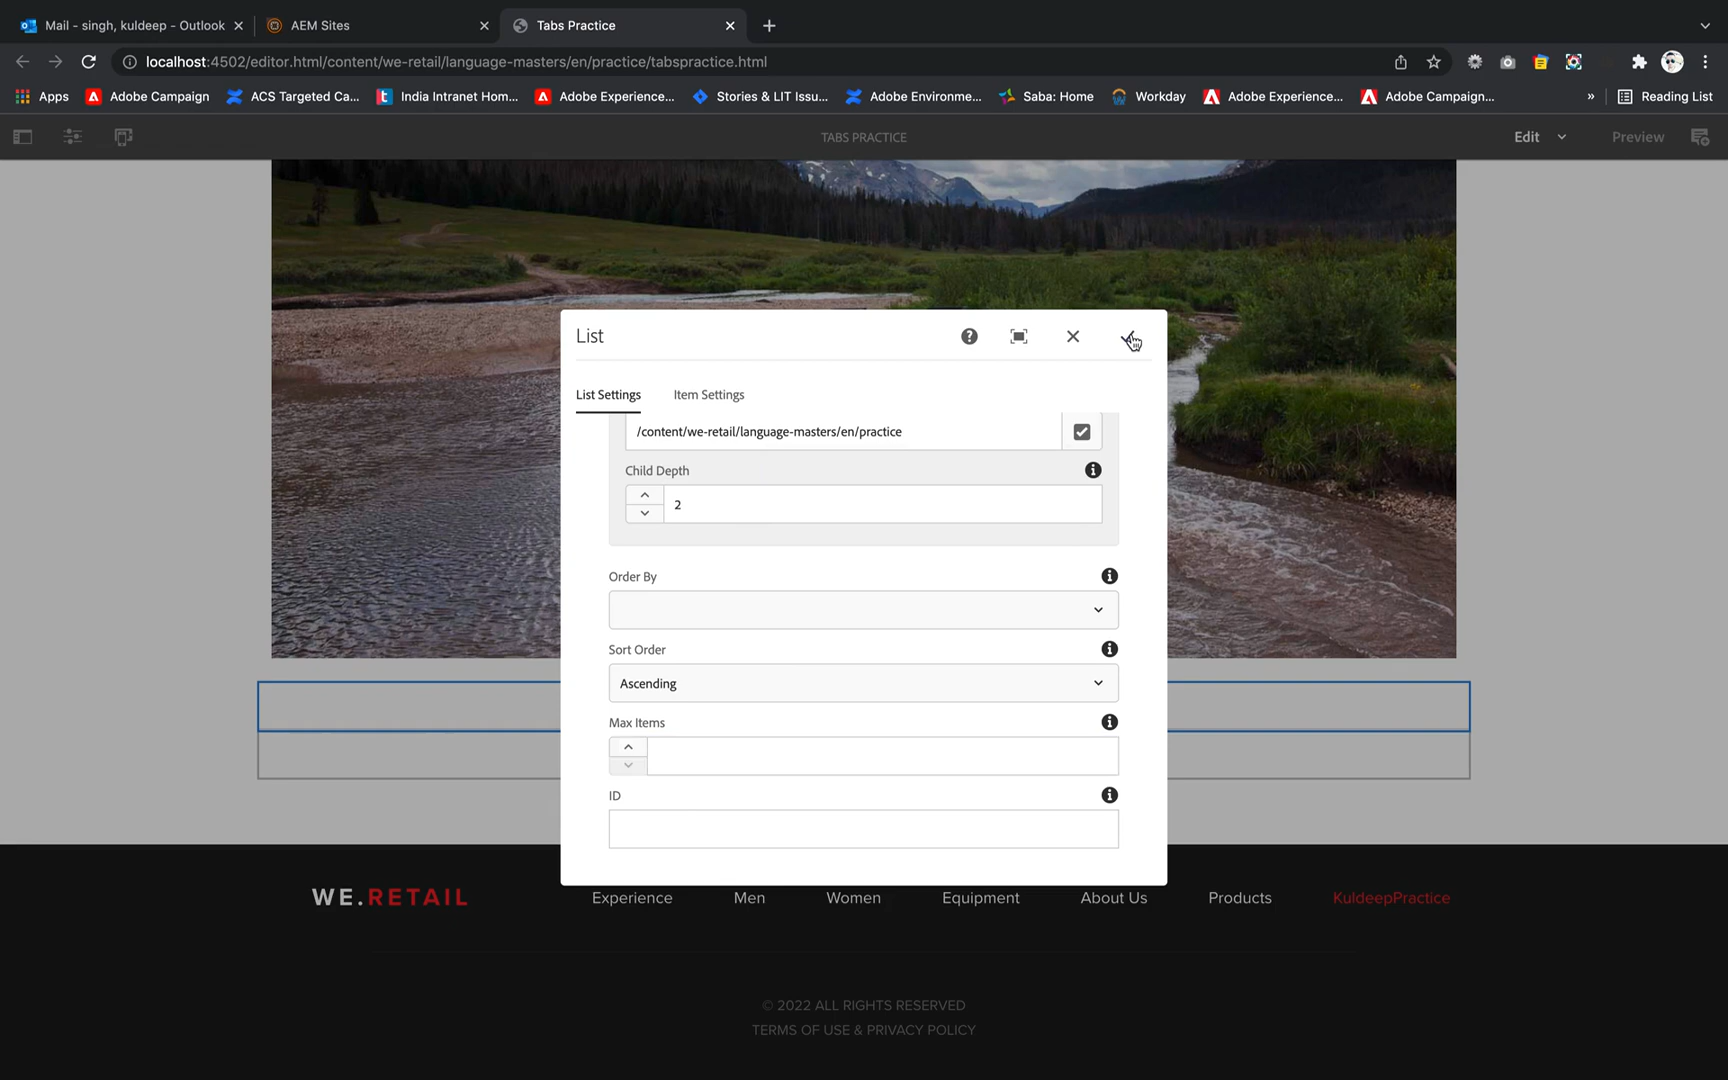 Mail - singh, kuldeep - Outlook
AEM Sites
Tabs Practice
localhost:4502/editor.html/content/we-retail/language-masters/en/practice/tabspractice.html
Apps
Adobe Campaign
ACS Targeted Ca...
India Intranet Hom...
Adobe Experience...
Stories & LIT Issu...
Adobe Environme...
Saba: Home
Workday
Adobe Experience...
Adobe Campaign...
»
Reading List
TABS PRACTICE
Edit
Preview
List
List Settings
Item Settings
/content/we-retail/language-masters/en/practice
Child Depth
2
Order By
Sort Order
Ascending
Max Items
ID
WE.RETAIL
Experience
Men
Women
Equipment
About Us
Products
KuldeepPractice
© 2022 ALL RIGHTS RESERVED
TERMS OF USE & PRIVACY POLICY